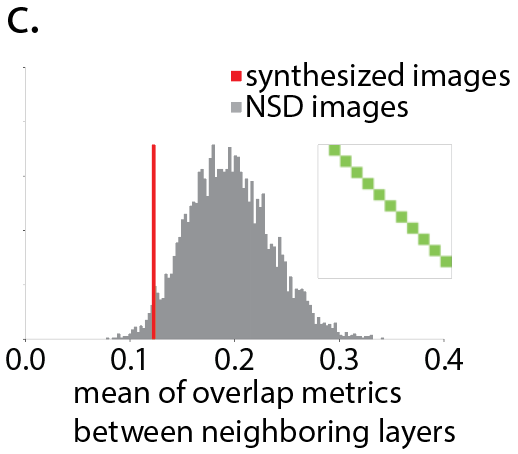 C.
synthesized images
NSD images
0.0 0.1 0.2 0.3 0.4
mean of overlap metrics
between neighboring layers